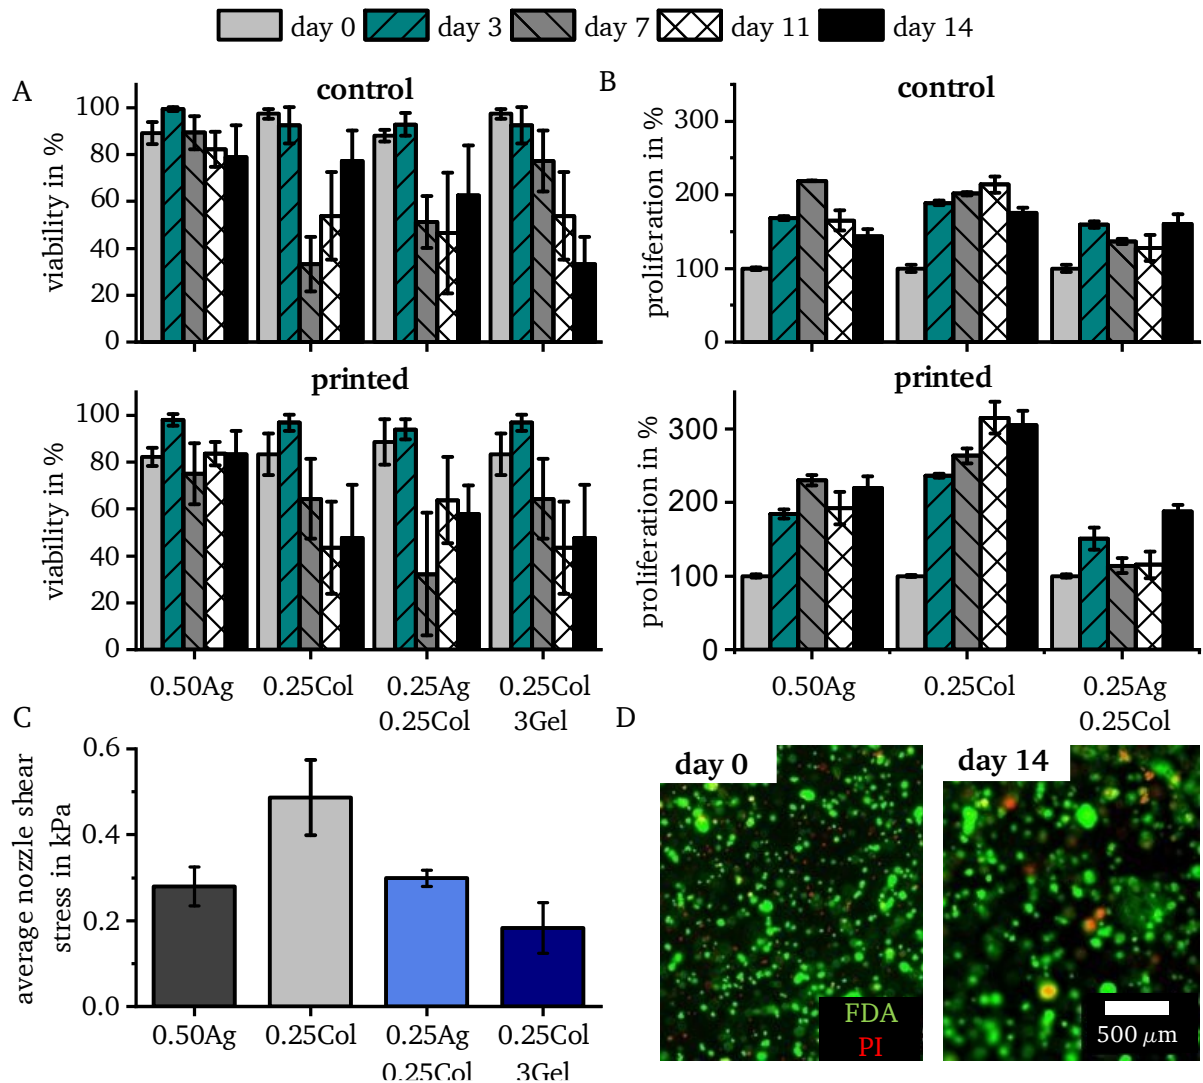 day 0 day 3 day 7 day 11 day 14
A
control
viability in %
100
80
60
40
20
0
printed
viability in %
100
80
60
40
20
0
0.50Ag 0.25Col 0.25Ag 0.25Col
0.25Col 3Gel
B
control
proliferation in %
300
200
100
0
printed
proliferation in %
300
200
100
0
0.50Ag 0.25Col 0.25Ag
0.25Col
C
average nozzle shear
stress in kPa
0.6
0.4
0.2
0.0
0.50Ag 0.25Col 0.25Ag 0.25Col
0.25Col 3Gel
D
day 0
FDA
PI
day 14
500 μm